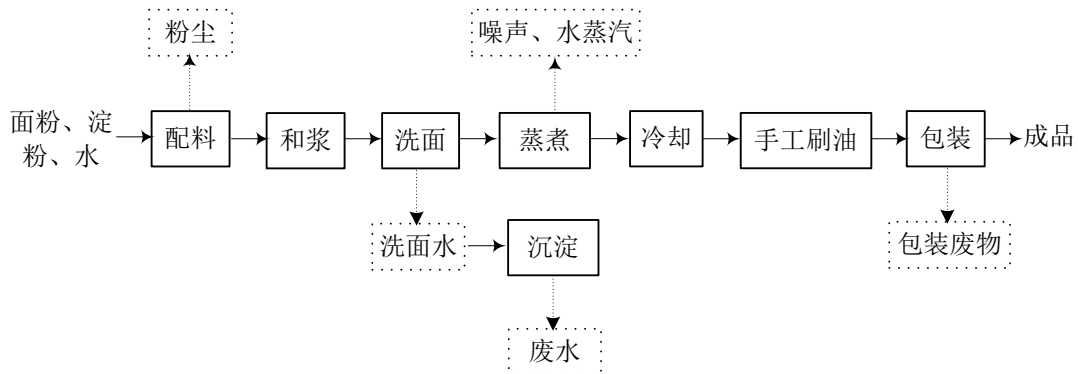 粉尘
噪声、水蒸汽
面粉、淀
粉、水
配料
和浆
洗面
蒸煮
冷却
手工刷油
包装
成品
洗面水
沉淀
包装废物
废水